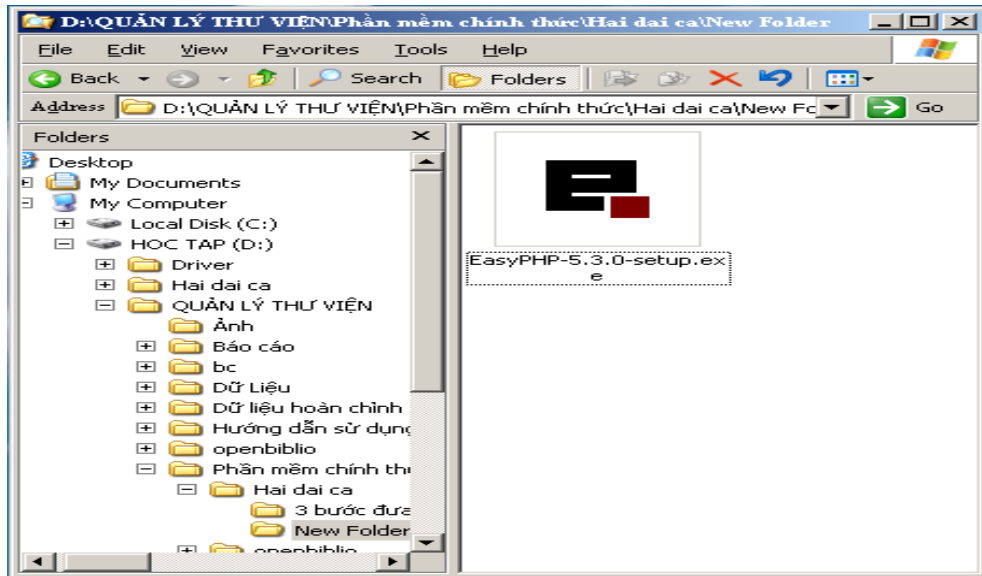 D:\QUẢN LÝ THƯ VIỆN\Phần mềm chính thức\Hai dai ca\New Folder
File Edit View Favorites Tools Help
Back Search Folders
Address D:\QUẢN LÝ THƯ VIỆN\Phần mềm chính thức\Hai dai ca\New Fo Go
Folders
Desktop
My Documents
My Computer
Local Disk (C:)
HOC TAP (D:)
Driver
Hai dai ca
QUẢN LÝ THƯ VIỆN
Ảnh
Báo cáo
bc
Dữ Liệu
Dữ liệu hoàn chỉnh
Hướng dẫn sử dụng
openbiblio
Phần mềm chính thứ
Hai dai ca
3 bước đưa
New Folder
openbiblio
EasyPHP-5.3.0-setup.ex
e